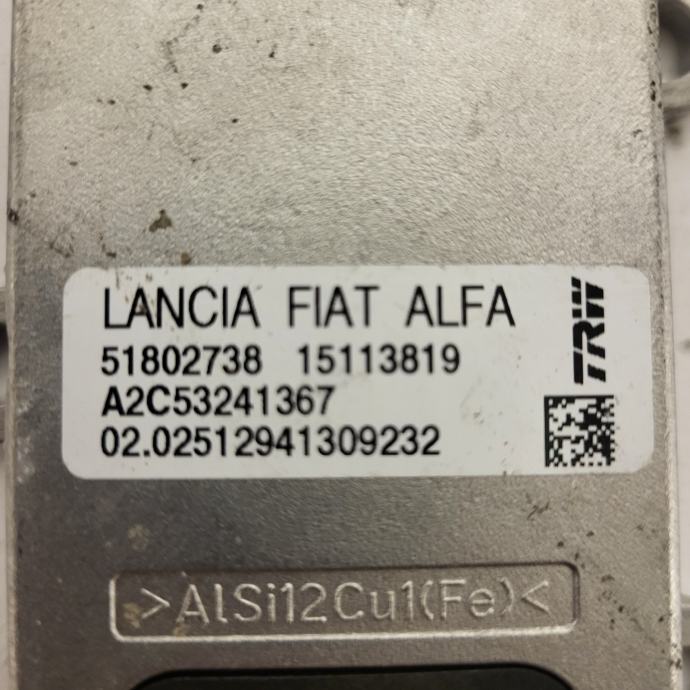 LANCIA FIAT ALFA
51802738 15113819
A2C53241367
02.02512941309232
TRW
>AlSi12Cu1(Fe)<